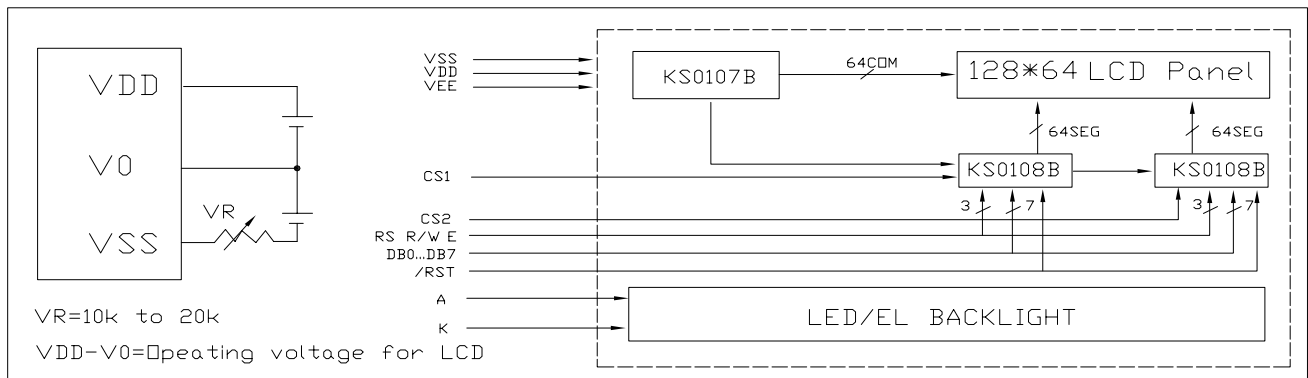 VDD
V0
VR
VSS
VR=10k to 20k
VDD-V0=Opeating voltage for LCD
VSS
VDD
VEE
CS1
CS2
RS R/W E
DB0...DB7
/RST
A
K
KS0107B
64COM
128*64 LCD Panel
64SEG
64SEG
KS0108B
KS0108B
3
7
3
7
LED/EL BACKLIGHT